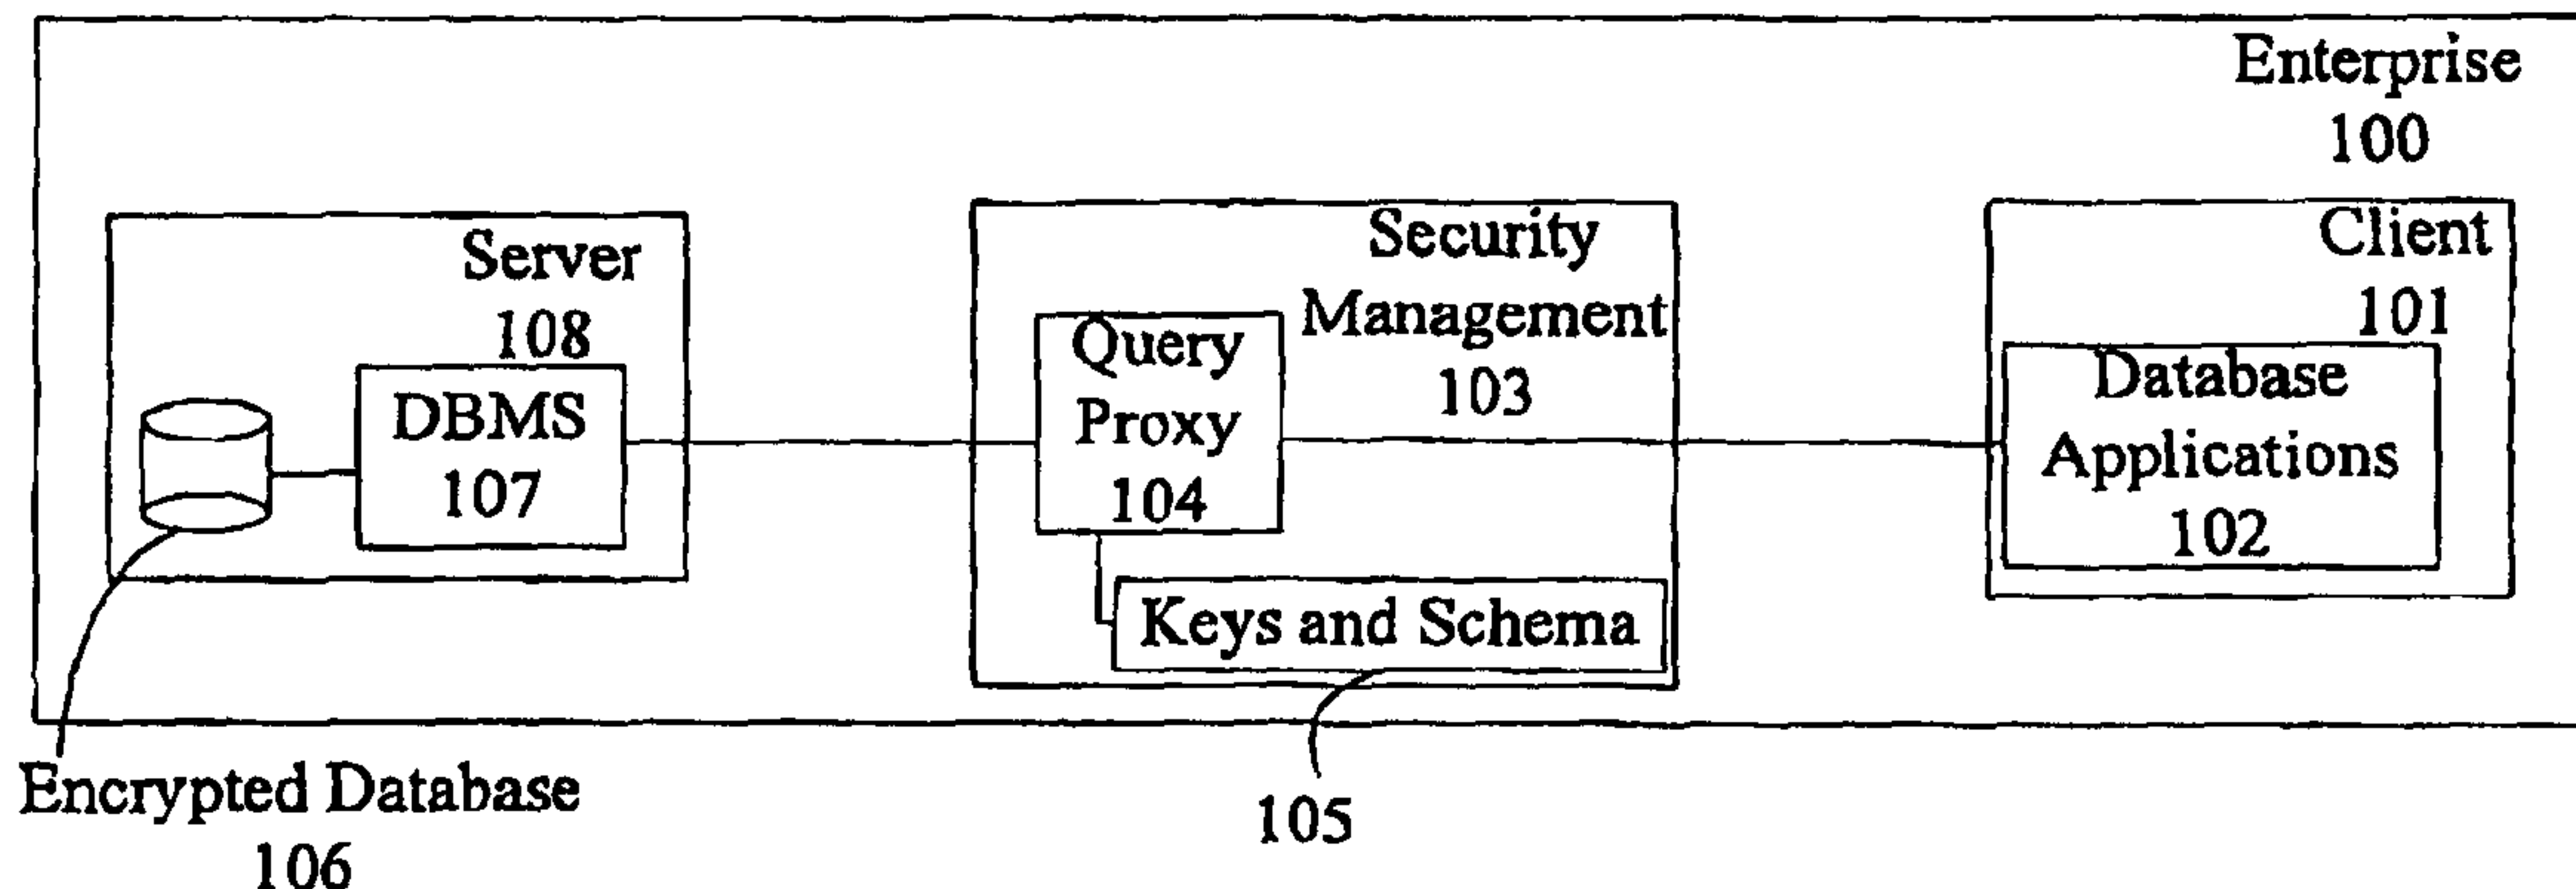 Enterprise
100
Server
108
DBMS
107
Security
Management
103
Query
Proxy
104
Keys and Schema
Client
101
Database
Applications
102
Encrypted Database
106
105